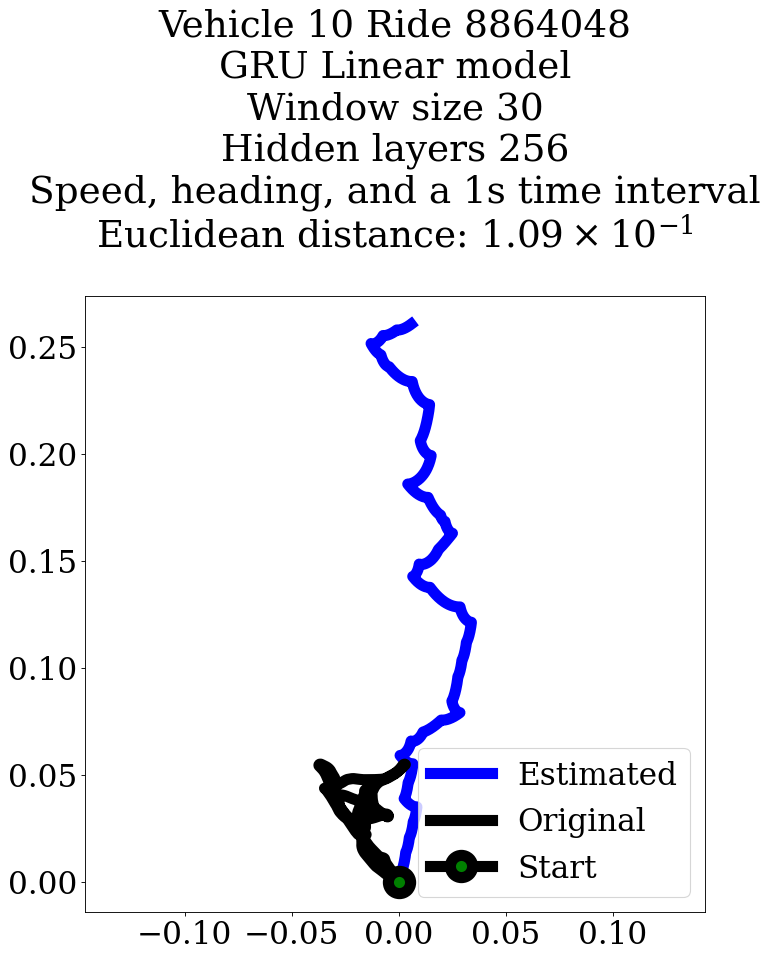 Vehicle 10 Ride 8864048
GRU Linear model
Window size 30
Hidden layers 256
Speed, heading, and a 1s time interval
Euclidean distance: 1.09 × 10⁻¹
0.25
0.20
0.15
0.10
0.05
0.00
Estimated
Original
Start
−0.10 −0.05 0.00 0.05 0.10